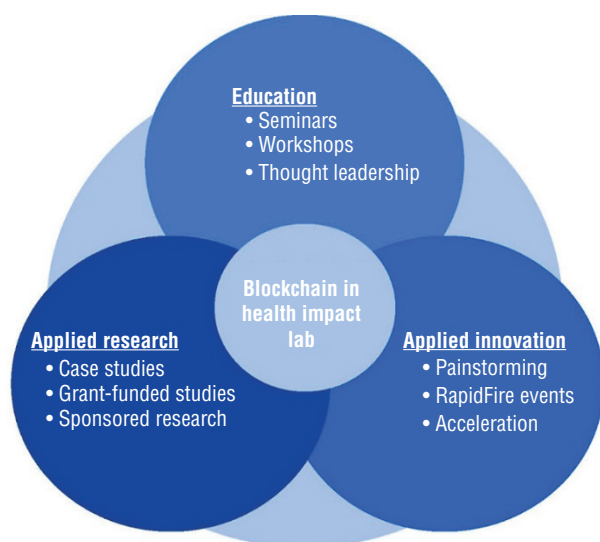 Education
• Seminars
• Workshops
• Thought leadership
Blockchain in
health impact
lab
Applied research
• Case studies
• Grant-funded studies
• Sponsored research
Applied innovation
• Painstorming
• RapidFire events
• Acceleration